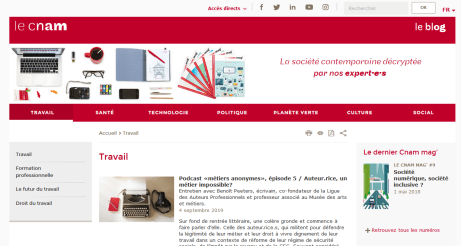 Accès directs
Rechercher
OK
FR
le cnam
le blog
La société contemporaine décryptée
par nos expert·e·s
TRAVAIL
SANTÉ
TECHNOLOGIE
POLITIQUE
PLANÈTE VERTE
CULTURE
SOCIAL
Accueil > Travail
Travail
Formation
professionnelle
Le futur du travail
Droit du travail
Travail
Podcast «métiers anonymes», épisode 5 / Auteur.rice, un
métier impossible?
Entretien avec Benoît Peeters, écrivain, co-fondateur de la Ligue
des Auteurs Professionels et professeur associé au Musée des arts
et métiers.
4 septembre 2019
Sur fond de rentrée littéraire, une colère gronde et commence à
faire parler d'elle. Celle des auteur.rice.s, qui militent pour défendre
la légitimité de leur métier et leur droit à vivre dignement de leur
travail dans un contexte de réforme de leur régime de sécurité
Le dernier Cnam mag'
LE CNAM MAG' #9
Société
numérique, société
inclusive ?
1 mai 2019
Retrouvez tous les numéros